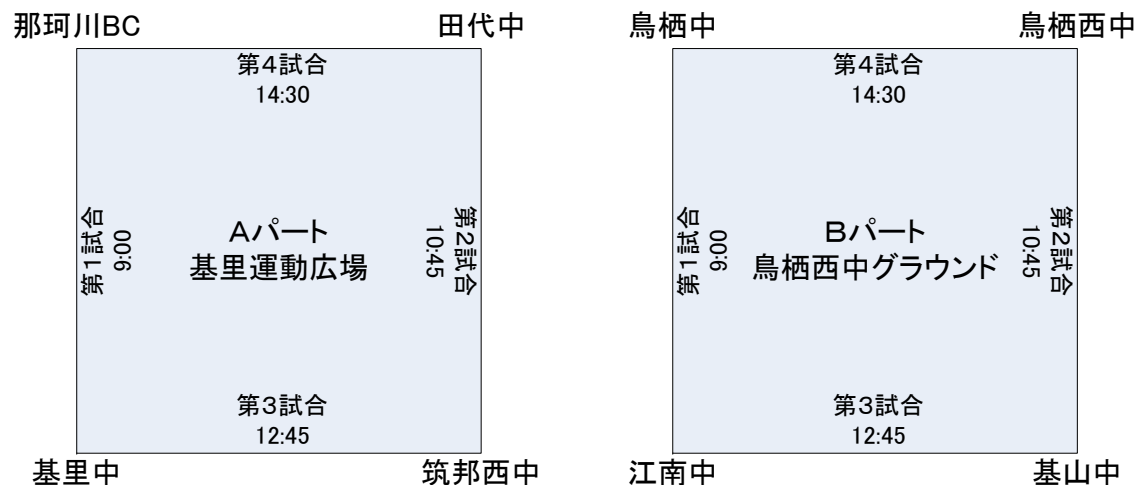 那珂川BC
田代中
第4試合
14:30
第1試合
9:00
Aパート
基里運動広場
第2試合
10:45
第3試合
12:45
基里中
筑邦西中
鳥栖中
鳥栖西中
第4試合
14:30
第1試合
9:00
Bパート
鳥栖西中グラウンド
第2試合
10:45
第3試合
12:45
江南中
基山中